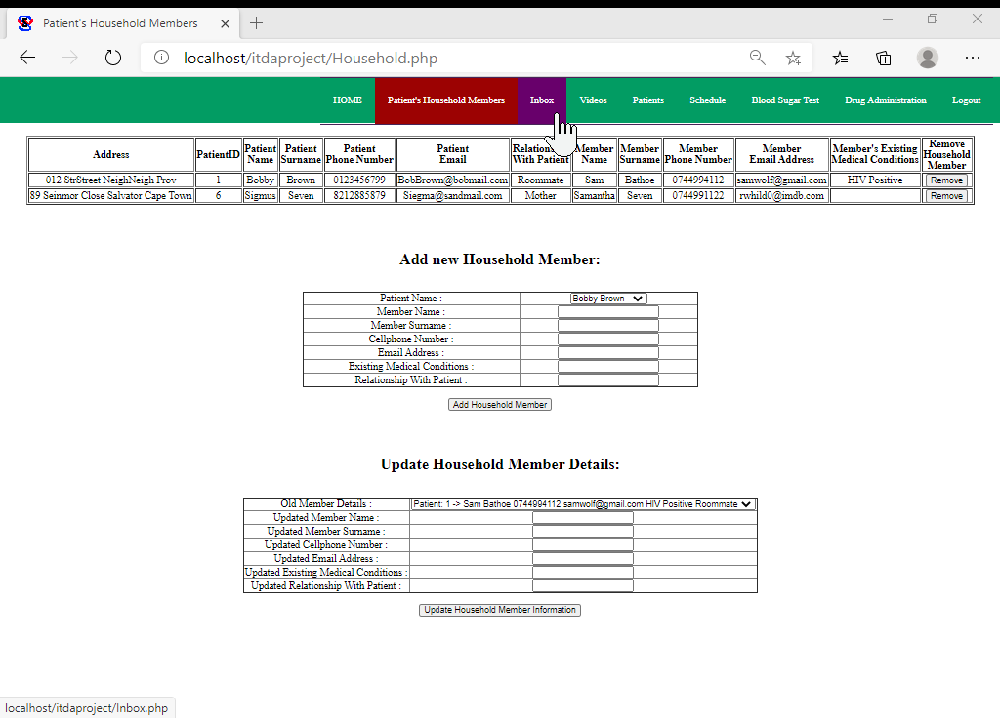 Patient's Household Members
localhost/itdaproject/Household.php
HOME Patient's Household Members Inbox Videos Patients Schedule Blood Sugar Test Drug Administration Logout
Address PatientID Patient Name Patient Surname Patient Phone Number Patient Email With Patient Member Name Member Surname Member Phone Number Member Email Address Member's Existing Medical Conditions Remove Household Member
012 StrStreet NeighNeigh Prov 1 Bobby Brown 0123456799 BobBrown@bobmail.com Roommate Sam Bathoe 0744994112 samwolf@gmail.com HIV Positive Remove
89 Seinmor Close Salvator Cape Town 6 Sigmus Seven 8212885879 Siegma@sandmail.com Mother Samantha Seven 0744991122 rwhild0@imdb.com Remove
Add new Household Member:
Patient Name : Bobby Brown
Member Name :
Member Surname :
Cellphone Number :
Email Address :
Existing Medical Conditions :
Relationship With Patient :
Add Household Member
Update Household Member Details:
Old Member Details : Patient: 1 -> Sam Bathoe 0744994112 samwolf@gmail.com HIV Positive Roommate
Updated Member Name :
Updated Member Surname :
Updated Cellphone Number :
Updated Email Address :
Updated Existing Medical Conditions :
Updated Relationship With Patient :
Update Household Member Information
localhost/itdaproject/Inbox.php